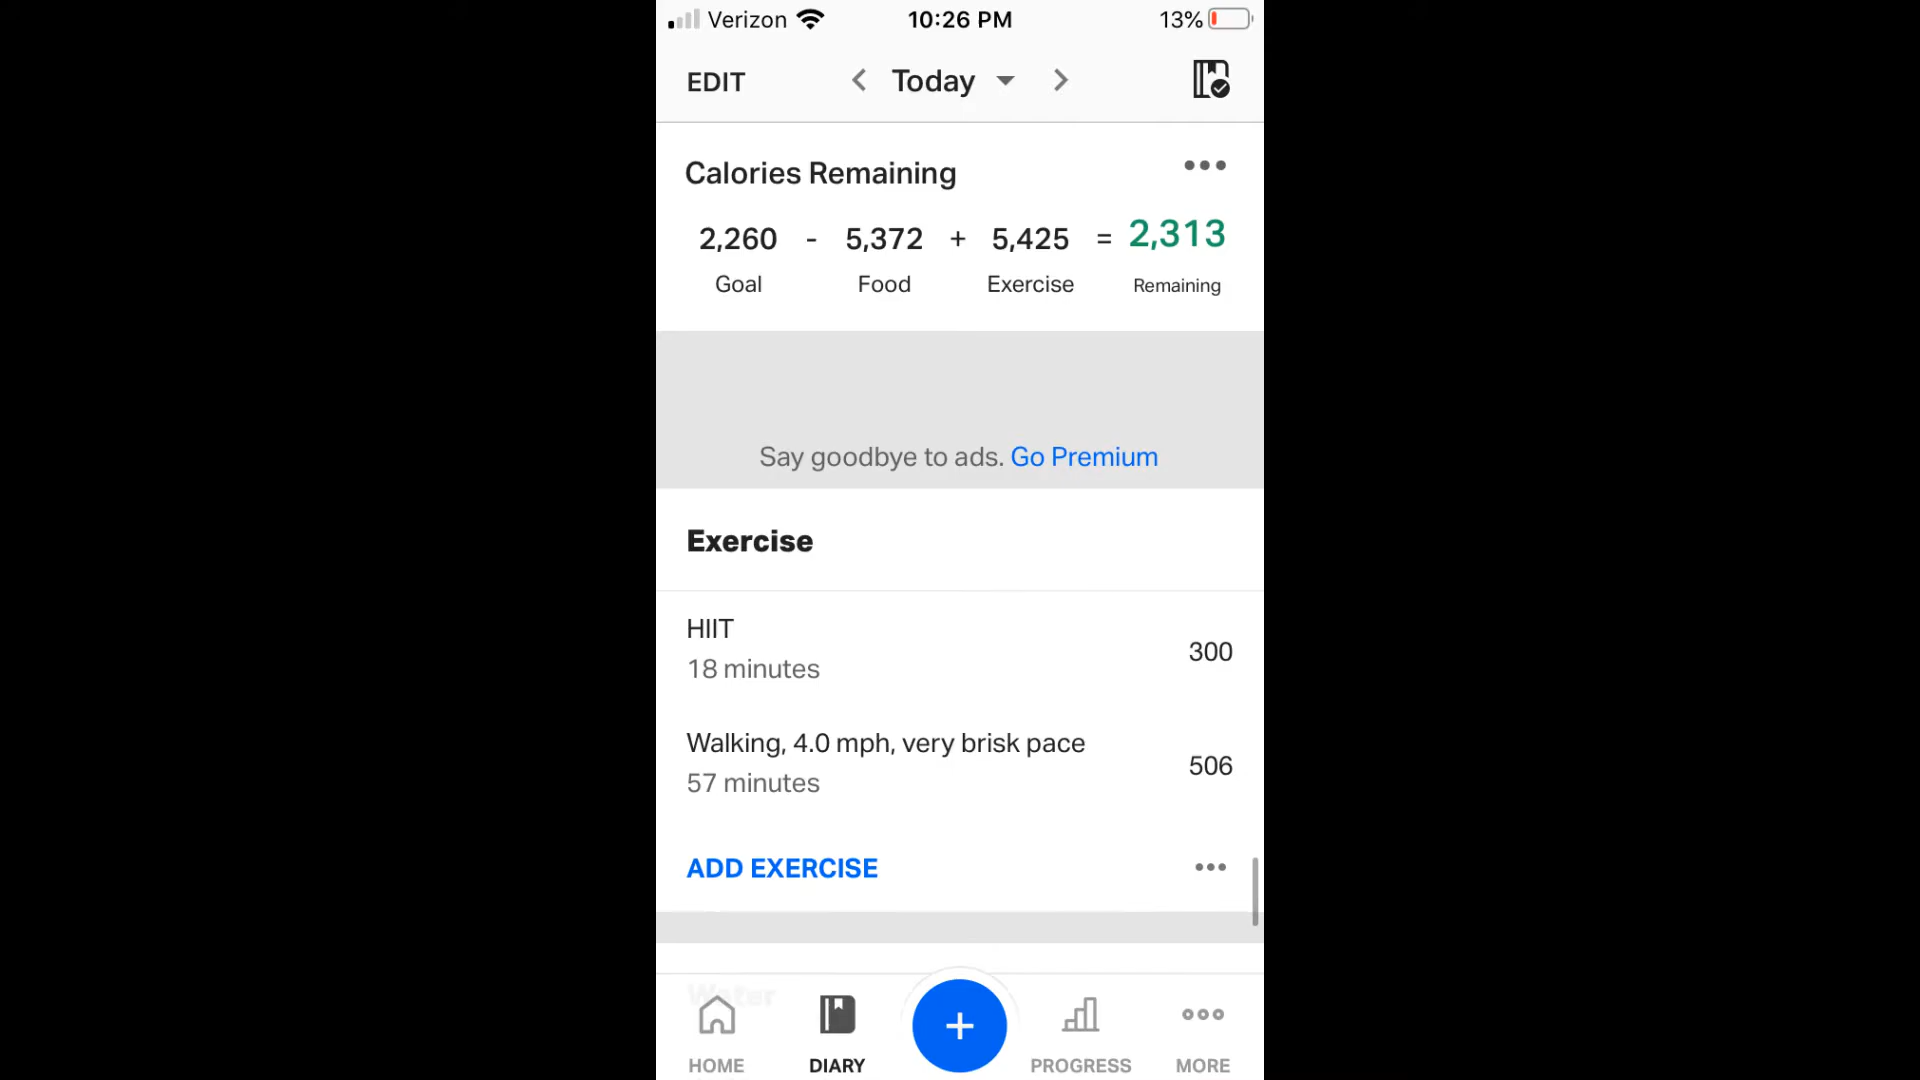 Verizon 10:26 PM 13%
EDIT Today
Calories Remaining
2,260 - 5,372 + 5,425 = 2,313
Goal Food Exercise Remaining
Say goodbye to ads. Go Premium
Exercise
HIIT
300
18 minutes
Walking, 4.0 mph, very brisk pace
506
57 minutes
ADD EXERCISE
Water
HOME DIARY PROGRESS MORE